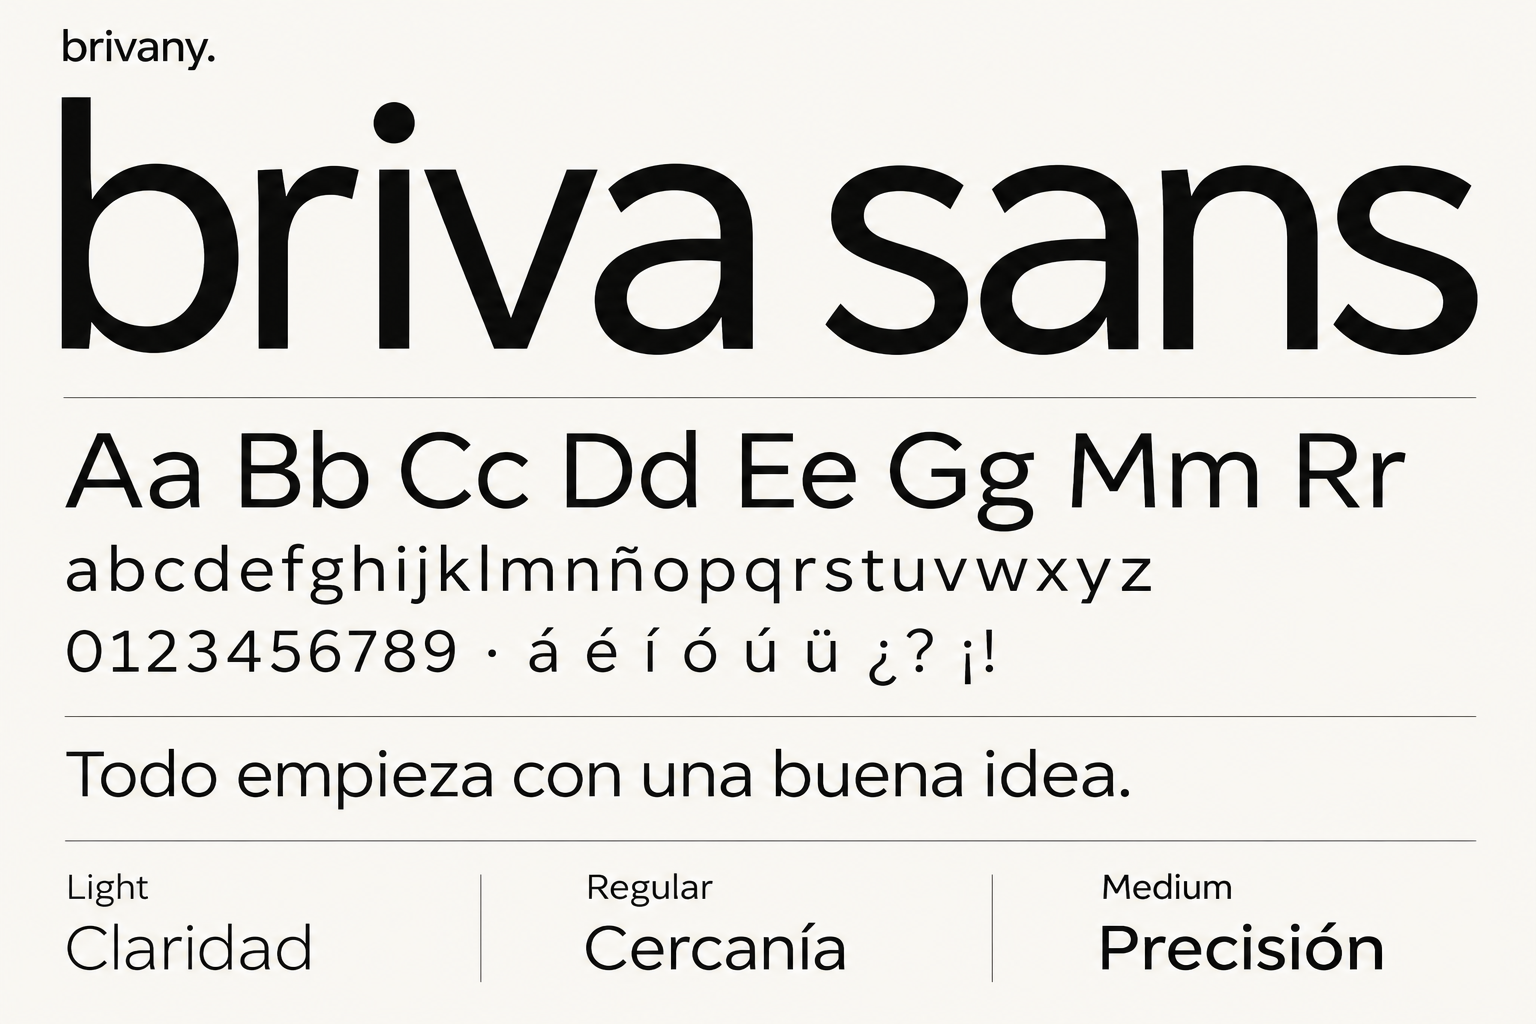 brivany.
briva sans
Aa Bb Cc Dd Ee Gg Mm Rr
abcdefghijklmnñopqrstuvwxyz
0123456789 · á é í ó ú ü ¿? ¡!
Todo empieza con una buena idea.
Light
Claridad
Regular
Cercanía
Medium
Precisión